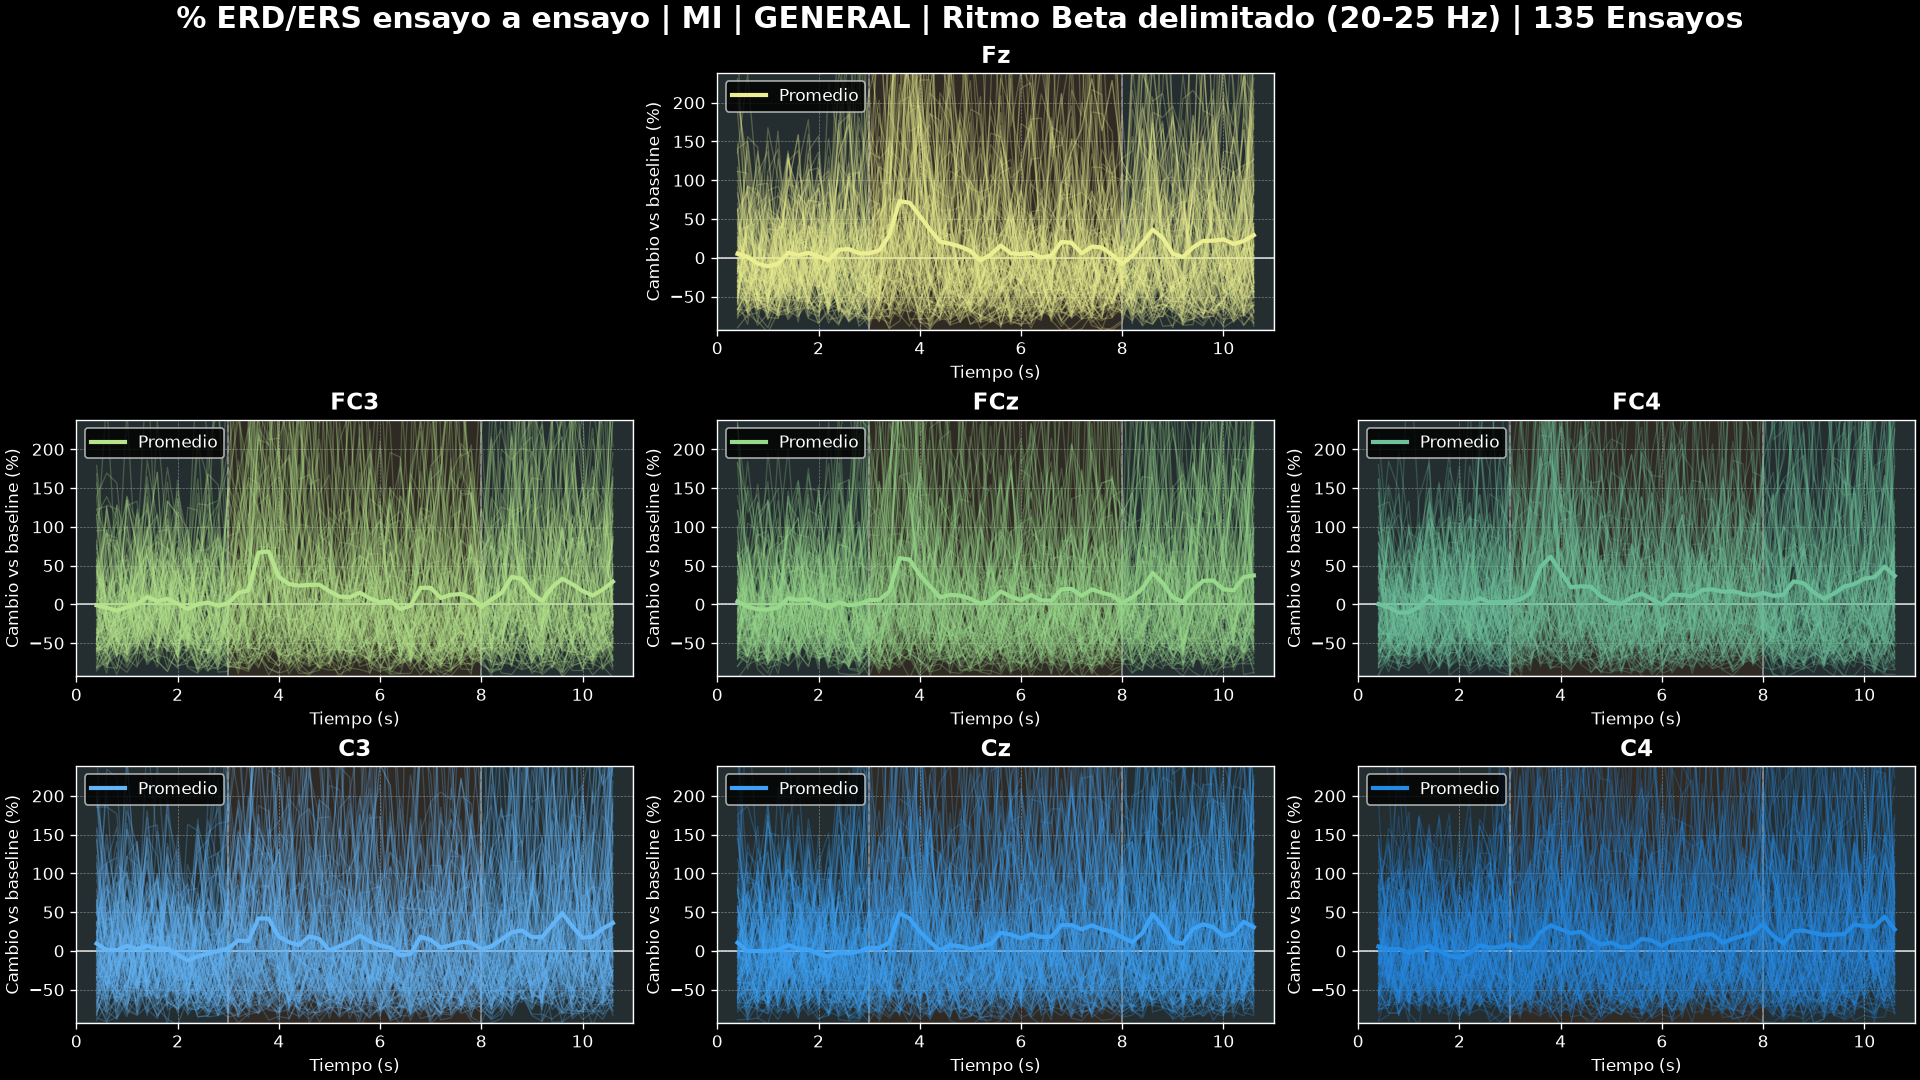 % ERD/ERS ensayo a ensayo | MI | GENERAL | Ritmo Beta delimitado (20-25 Hz) | 135 Ensayos
Fz
Promedio
Cambio vs baseline (%)
200
150
100
50
0
−50
0 2 4 6 8 10
Tiempo (s)
FC3
Promedio
Cambio vs baseline (%)
200
150
100
50
0
−50
0 2 4 6 8 10
Tiempo (s)
FCz
Promedio
Cambio vs baseline (%)
200
150
100
50
0
−50
0 2 4 6 8 10
Tiempo (s)
FC4
Promedio
Cambio vs baseline (%)
200
150
100
50
0
−50
0 2 4 6 8 10
Tiempo (s)
C3
Promedio
Cambio vs baseline (%)
200
150
100
50
0
−50
0 2 4 6 8 10
Tiempo (s)
Cz
Promedio
Cambio vs baseline (%)
200
150
100
50
0
−50
0 2 4 6 8 10
Tiempo (s)
C4
Promedio
Cambio vs baseline (%)
200
150
100
50
0
−50
0 2 4 6 8 10
Tiempo (s)